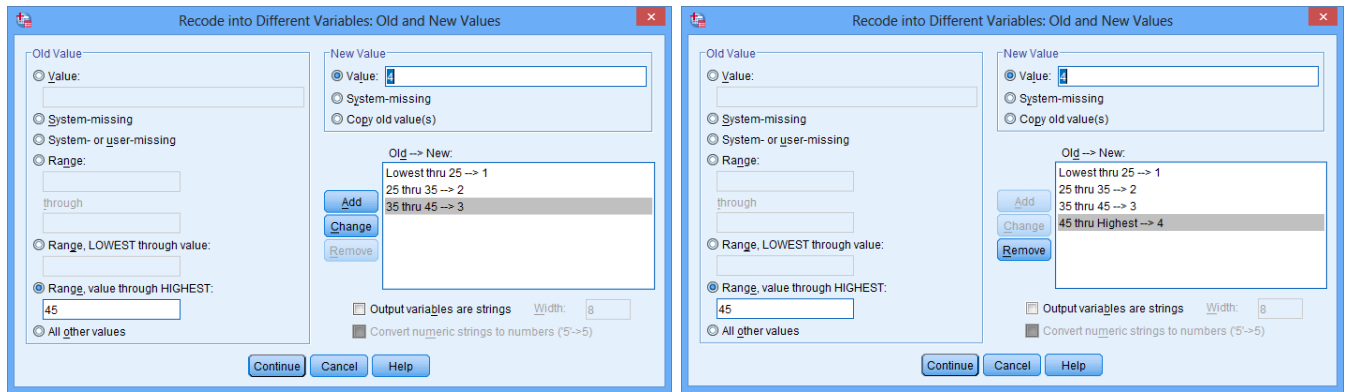 Recode into Different Variables: Old and New Values
Old Value
Value:
System-missing
System- or user-missing
Range:
through
Range, LOWEST through value:
Range, value through HIGHEST:
45
All other values
New Value
Value: 4
System-missing
Copy old value(s)
Old --> New:
Lowest thru 25 --> 1
25 thru 35 --> 2
35 thru 45 --> 3
Add
Change
Remove
Output variables are strings Width: 8
Convert numeric strings to numbers ('5'->5)
Continue Cancel Help
Recode into Different Variables: Old and New Values
Old Value
Value:
System-missing
System- or user-missing
Range:
through
Range, LOWEST through value:
Range, value through HIGHEST:
45
All other values
New Value
Value: 4
System-missing
Copy old value(s)
Old --> New:
Lowest thru 25 --> 1
25 thru 35 --> 2
35 thru 45 --> 3
45 thru Highest --> 4
Add
Change
Remove
Output variables are strings Width: 8
Convert numeric strings to numbers ('5'->5)
Continue Cancel Help